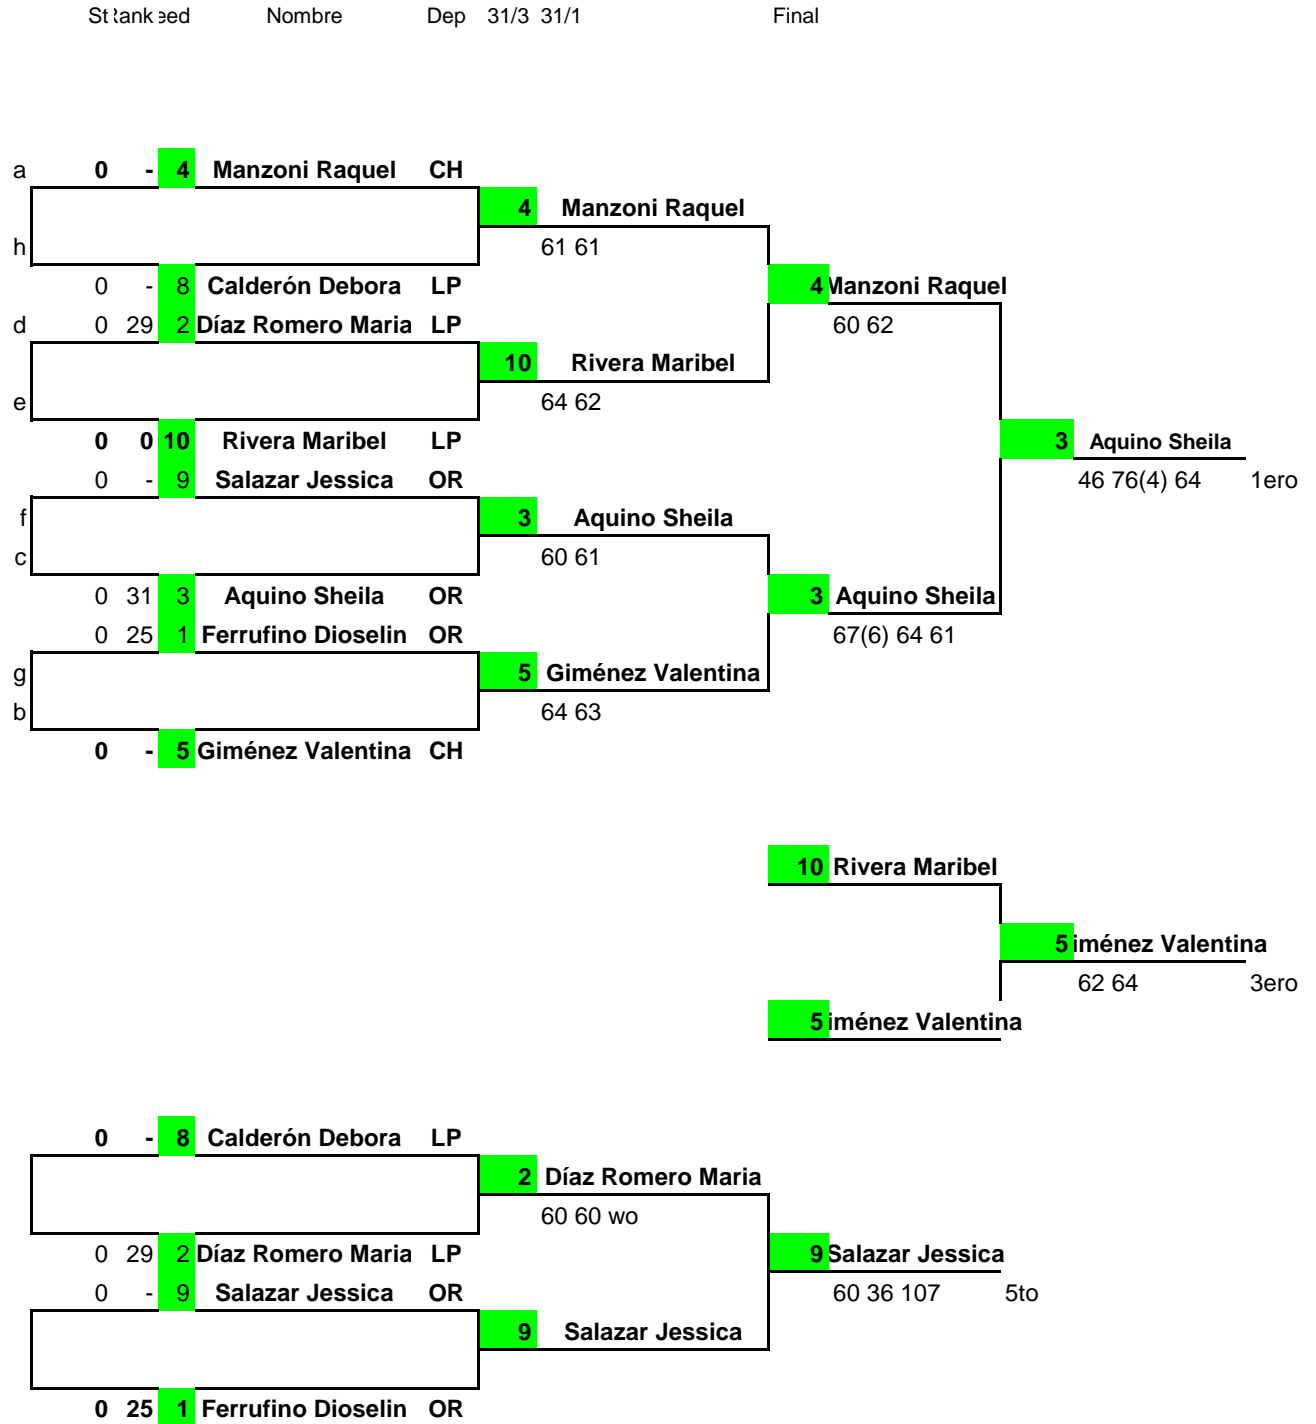 St Rank eed Nombre Dep 31/3 31/1 Final
a 0 - 4 Manzoni Raquel CH
4 Manzoni Raquel
h 61 61
0 - 8 Calderón Debora LP 4 Manzoni Raquel
d 0 29 2 Díaz Romero Maria LP 60 62
10 Rivera Maribel
e 64 62
0 0 10 Rivera Maribel LP 3 Aquino Sheila
0 - 9 Salazar Jessica OR 46 76(4) 64 1ero
f 3 Aquino Sheila
c 60 61
0 31 3 Aquino Sheila OR 3 Aquino Sheila
0 25 1 Ferrufino Dioselin OR 67(6) 64 61
g 5 Giménez Valentina
b 64 63
0 - 5 Giménez Valentina CH
10 Rivera Maribel
5 iménez Valentina
62 64 3ero
5 iménez Valentina
0 - 8 Calderón Debora LP
2 Díaz Romero Maria
60 60 wo
0 29 2 Díaz Romero Maria LP 9 Salazar Jessica
0 - 9 Salazar Jessica OR 60 36 107 5to
9 Salazar Jessica
0 25 1 Ferrufino Dioselin OR